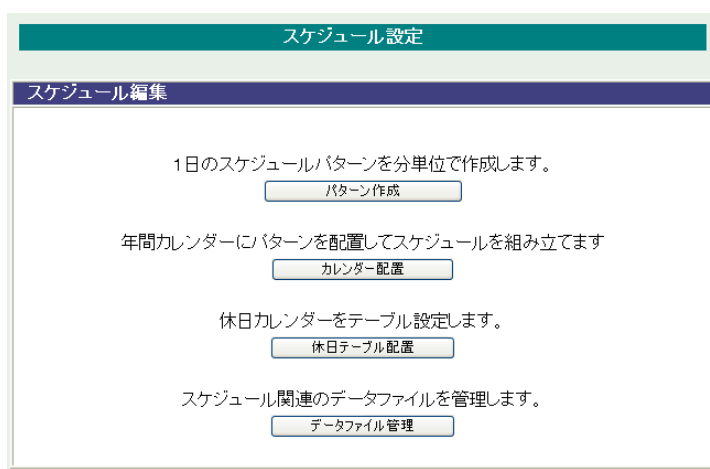 スケジュール設定
スケジュール編集
1日のスケジュールパターンを分単位で作成します。
パターン作成
年間カレンダーにパターンを配置してスケジュールを組み立てます
カレンダー配置
休日カレンダーをテーブル設定します。
休日テーブル配置
スケジュール関連のデータファイルを管理します。
データファイル管理